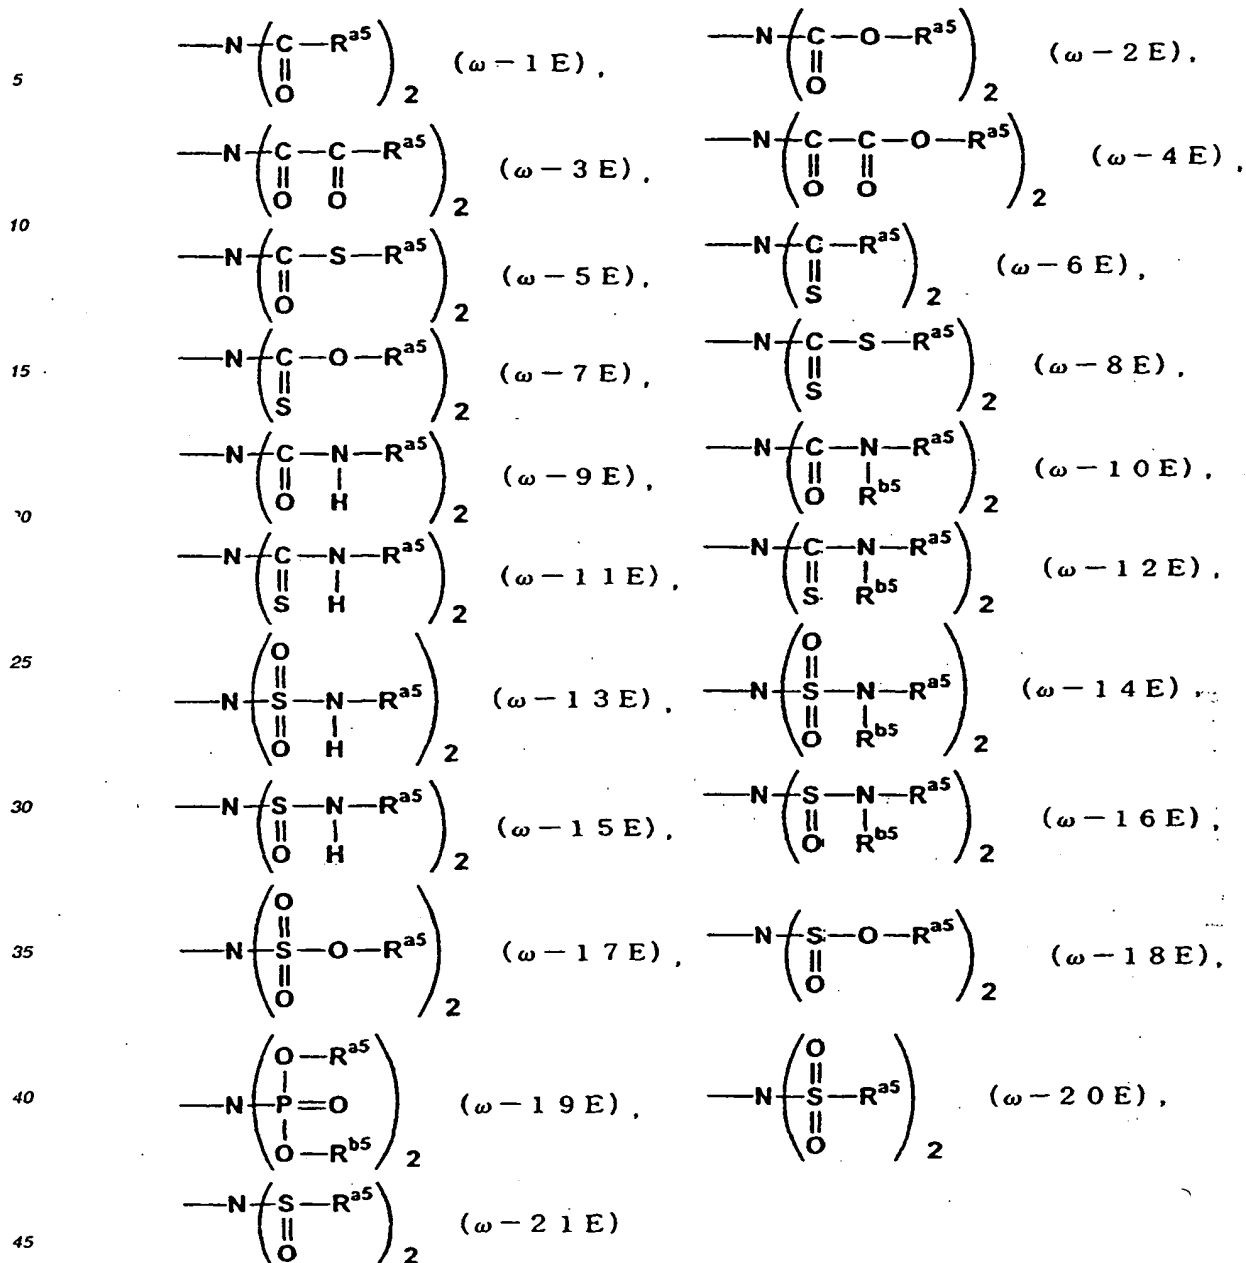 —N(C(=O)—R^a5)2 (ω-1E), —N(C(=O)—O—R^a5)2 (ω-2E),
5
—N(C(=O)—C(=O)—R^a5)2 (ω-3E), —N(C(=O)—C(=O)—O—R^a5)2 (ω-4E),
10
—N(C(=O)—S—R^a5)2 (ω-5E), —N(C(=S)—R^a5)2 (ω-6E),
—N(C(=S)—O—R^a5)2 (ω-7E), —N(C(=S)—S—R^a5)2 (ω-8E),
15
—N(C(=O)—N(H)—R^a5)2 (ω-9E), —N(C(=O)—N(R^b5)—R^a5)2 (ω-10E),
20
—N(C(=S)—N(H)—R^a5)2 (ω-11E), —N(C(=S)—N(R^b5)—R^a5)2 (ω-12E),
25
—N(S(=O)(=O)—N(H)—R^a5)2 (ω-13E), —N(S(=O)(=O)—N(R^b5)—R^a5)2 (ω-14E),
30
—N(S(=O)—N(H)—R^a5)2 (ω-15E), —N(S(=O)—N(R^b5)—R^a5)2 (ω-16E),
35
—N(S(=O)(=O)—O—R^a5)2 (ω-17E), —N(S(=O)—O—R^a5)2 (ω-18E),
40
—N(P(=O)(O—R^a5)(O—R^b5))2 (ω-19E), —N(S(=O)(=O)—R^a5)2 (ω-20E),
—N(S(=O)—R^a5)2 (ω-21E)
45